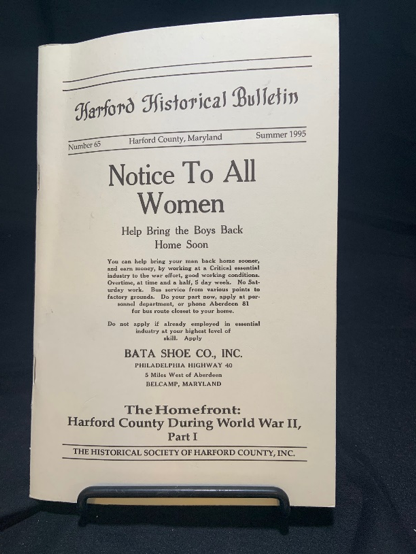 Harford Historical Bulletin
Number 65 Harford County, Maryland Summer 1995
Notice To All
Women
Help Bring the Boys Back
Home Soon
You can help bring your man back home sooner,
and earn money, by working at a Critical essential
industry to the war effort, good working conditions.
Overtime, at time and a half, 5 day week. No Sat-
urday work. Bus service from various points to
factory grounds. Do your part now, apply at per-
sonnel department, or phone Aberdeen 81
for bus route closest to your home.
Do not apply if already employed in essential
industry at your highest level of
skill. Apply
BATA SHOE CO., INC.
PHILADELPHIA HIGHWAY 40
5 Miles West of Aberdeen
BELCAMP, MARYLAND
The Homefront:
Harford County During World War II,
Part I
THE HISTORICAL SOCIETY OF HARFORD COUNTY, INC.